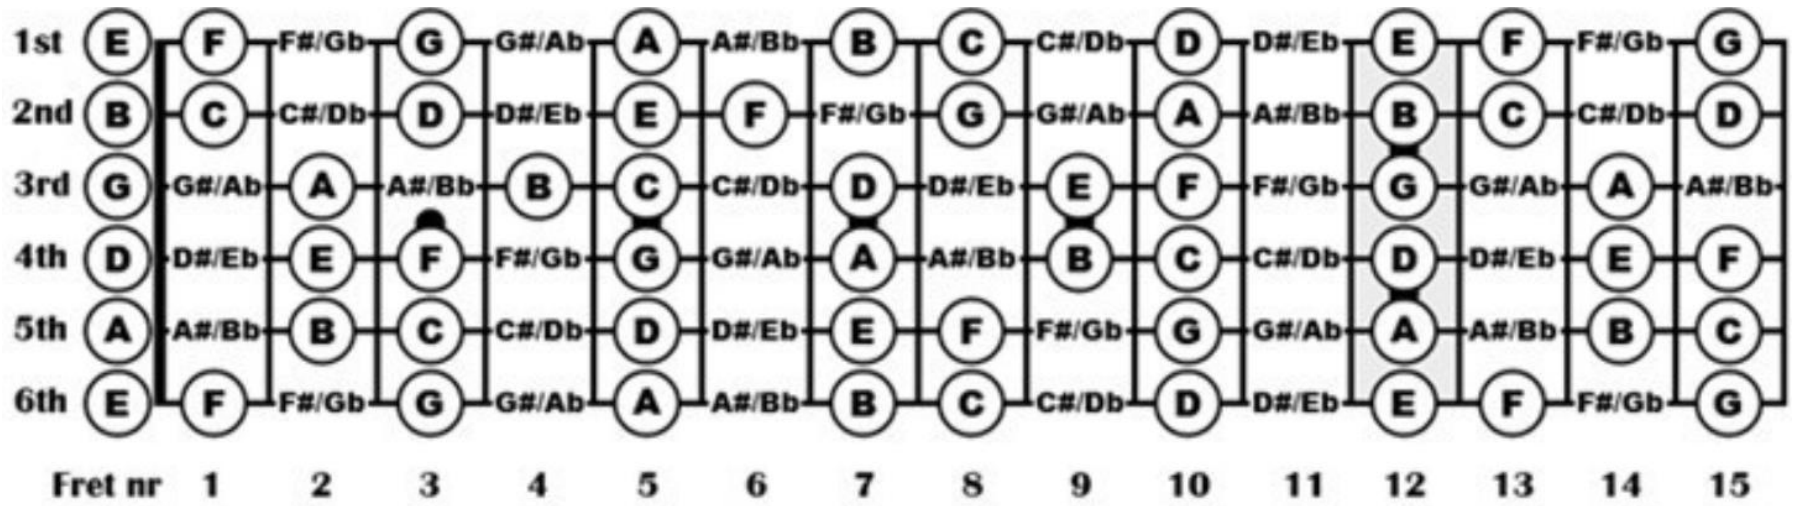 1st E F F#/Gb G G#/Ab A A#/Bb B C C#/Db D D#/Eb E F F#/Gb G
2nd B C C#/Db D D#/Eb E F F#/Gb G G#/Ab A A#/Bb B C C#/Db D
3rd G G#/Ab A A#/Bb B C C#/Db D D#/Eb E F F#/Gb G G#/Ab A A#/Bb
4th D D#/Eb E F F#/Gb G G#/Ab A A#/Bb B C C#/Db D D#/Eb E F
5th A A#/Bb B C C#/Db D D#/Eb E F F#/Gb G G#/Ab A A#/Bb B C
6th E F F#/Gb G G#/Ab A A#/Bb B C C#/Db D D#/Eb E F F#/Gb G
Fret nr 1 2 3 4 5 6 7 8 9 10 11 12 13 14 15